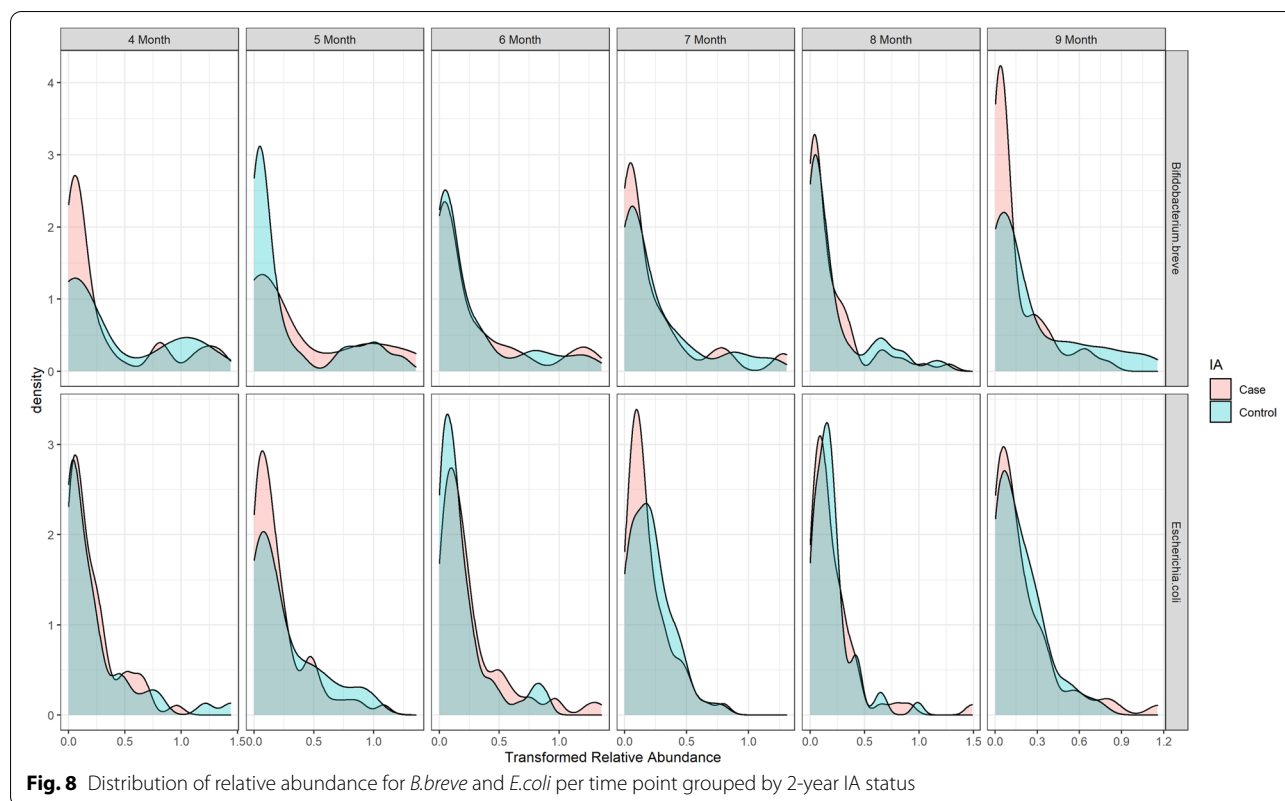 4 Month 5 Month 6 Month 7 Month 8 Month 9 Month
4
3
2
1
0
Bifidobacterium.breve
density
3
2
1
0
Escherichia.coli
0.0 0.5 1.0 1.5 0.0 0.5 1.0 0.0 0.5 1.0 0.0 0.5 1.0 0.0 0.5 1.0 1.5 0.0 0.3 0.6 0.9 1.2
Transformed Relative Abundance
IA
Case
Control
Fig. 8 Distribution of relative abundance for B.breve and E.coli per time point grouped by 2-year IA status